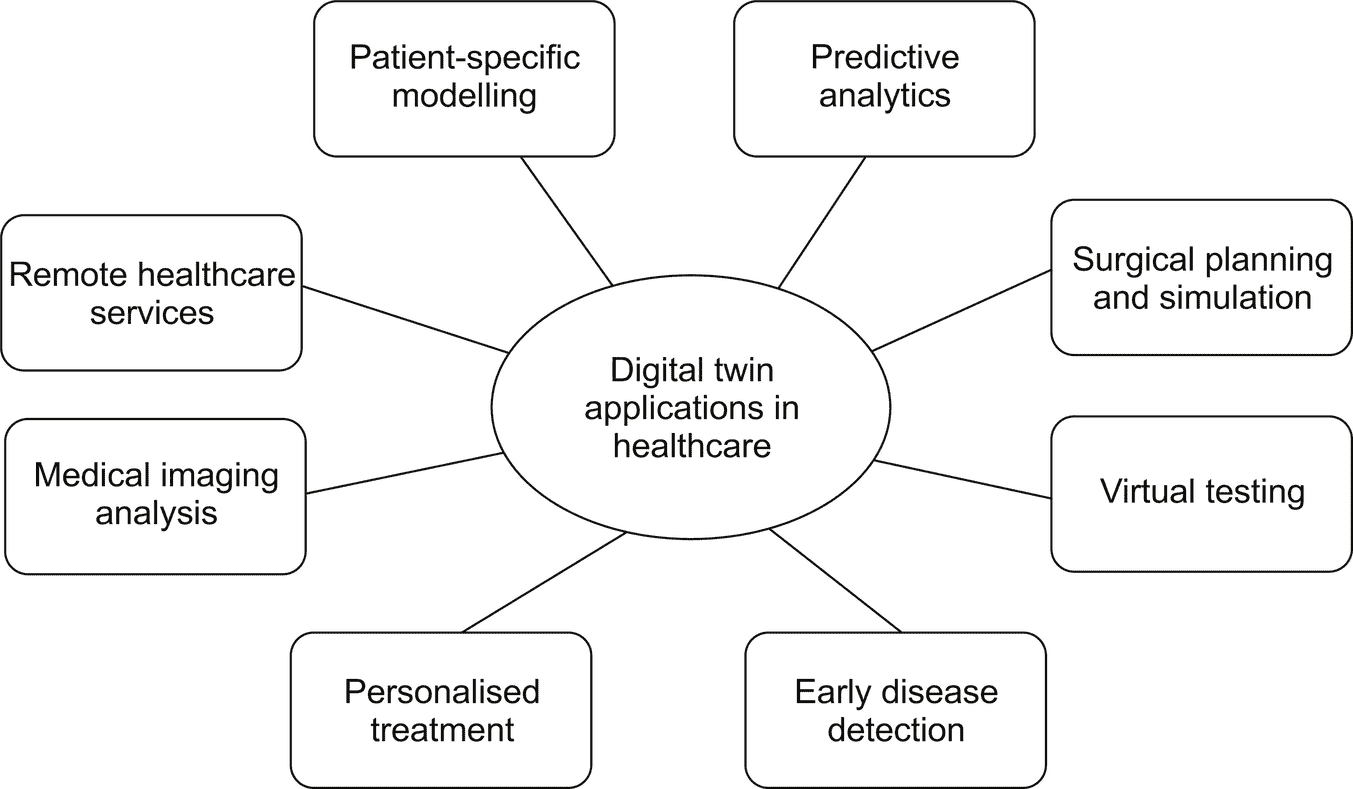 Patient-specific
modelling
Predictive
analytics
Remote healthcare
services
Surgical planning
and simulation
Digital twin
applications in
healthcare
Medical imaging
analysis
Virtual testing
Personalised
treatment
Early disease
detection